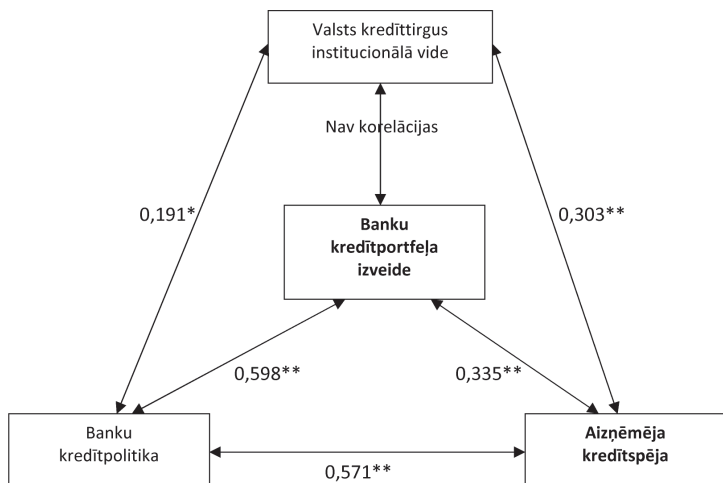 Valsts kredīttirgus
institucionālā vide
Nav korelācijas
0,191*
0,303**
Banku
kredītportfeļa
izveide
0,598**
0,335**
Banku
kredītpolitika
Aizņēmēja
kredītspēja
0,571**